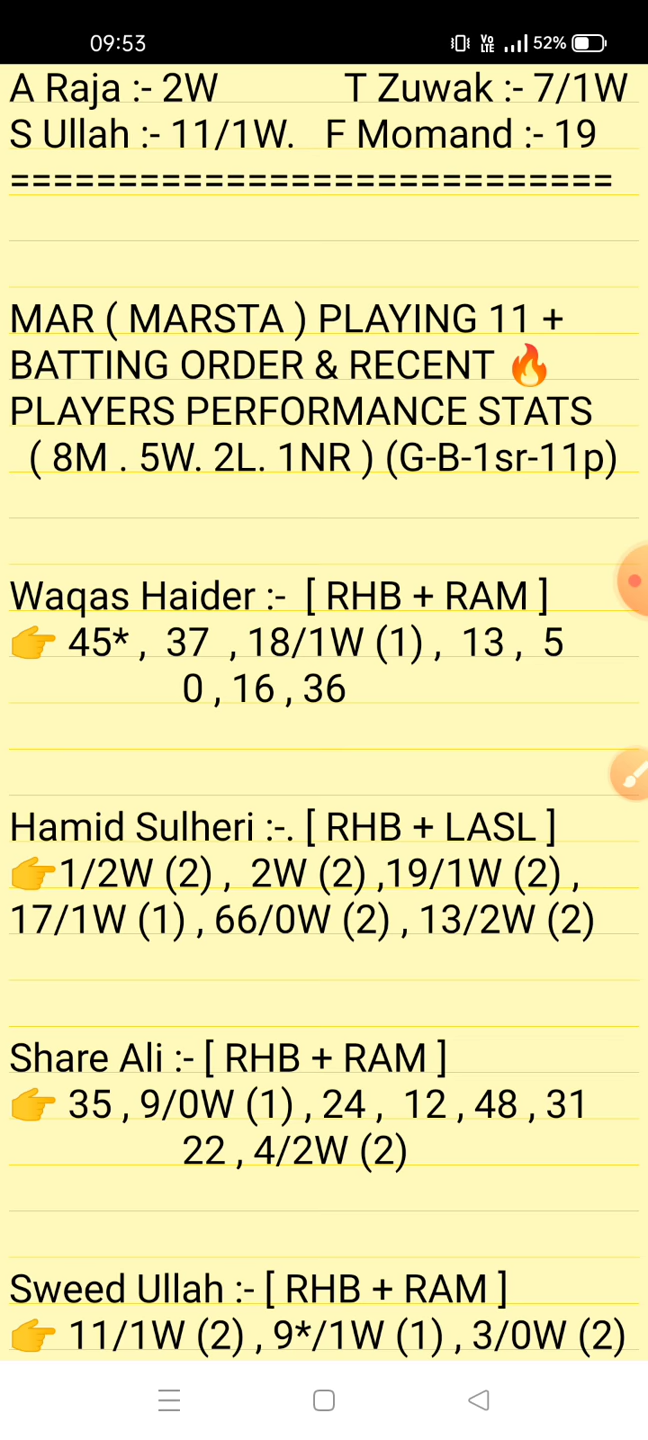 09:53 Vo LTE 52%
A Raja :- 2W T Zuwak :- 7/1W
S Ullah :- 11/1W. F Momand :- 19
============================
MAR ( MARSTA ) PLAYING 11 +
BATTING ORDER & RECENT 🔥
PLAYERS PERFORMANCE STATS
( 8M . 5W. 2L. 1NR ) (G-B-1sr-11p)
Waqas Haider :- [ RHB + RAM ]
👉 45* , 37 , 18/1W (1) , 13 , 5
0 , 16 , 36
Hamid Sulheri :-. [ RHB + LASL ]
👉1/2W (2) , 2W (2) ,19/1W (2) ,
17/1W (1) , 66/0W (2) , 13/2W (2)
Share Ali :- [ RHB + RAM ]
👉 35 , 9/0W (1) , 24 , 12 , 48 , 31
22 , 4/2W (2)
Sweed Ullah :- [ RHB + RAM ]
👉 11/1W (2) , 9*/1W (1) , 3/0W (2)